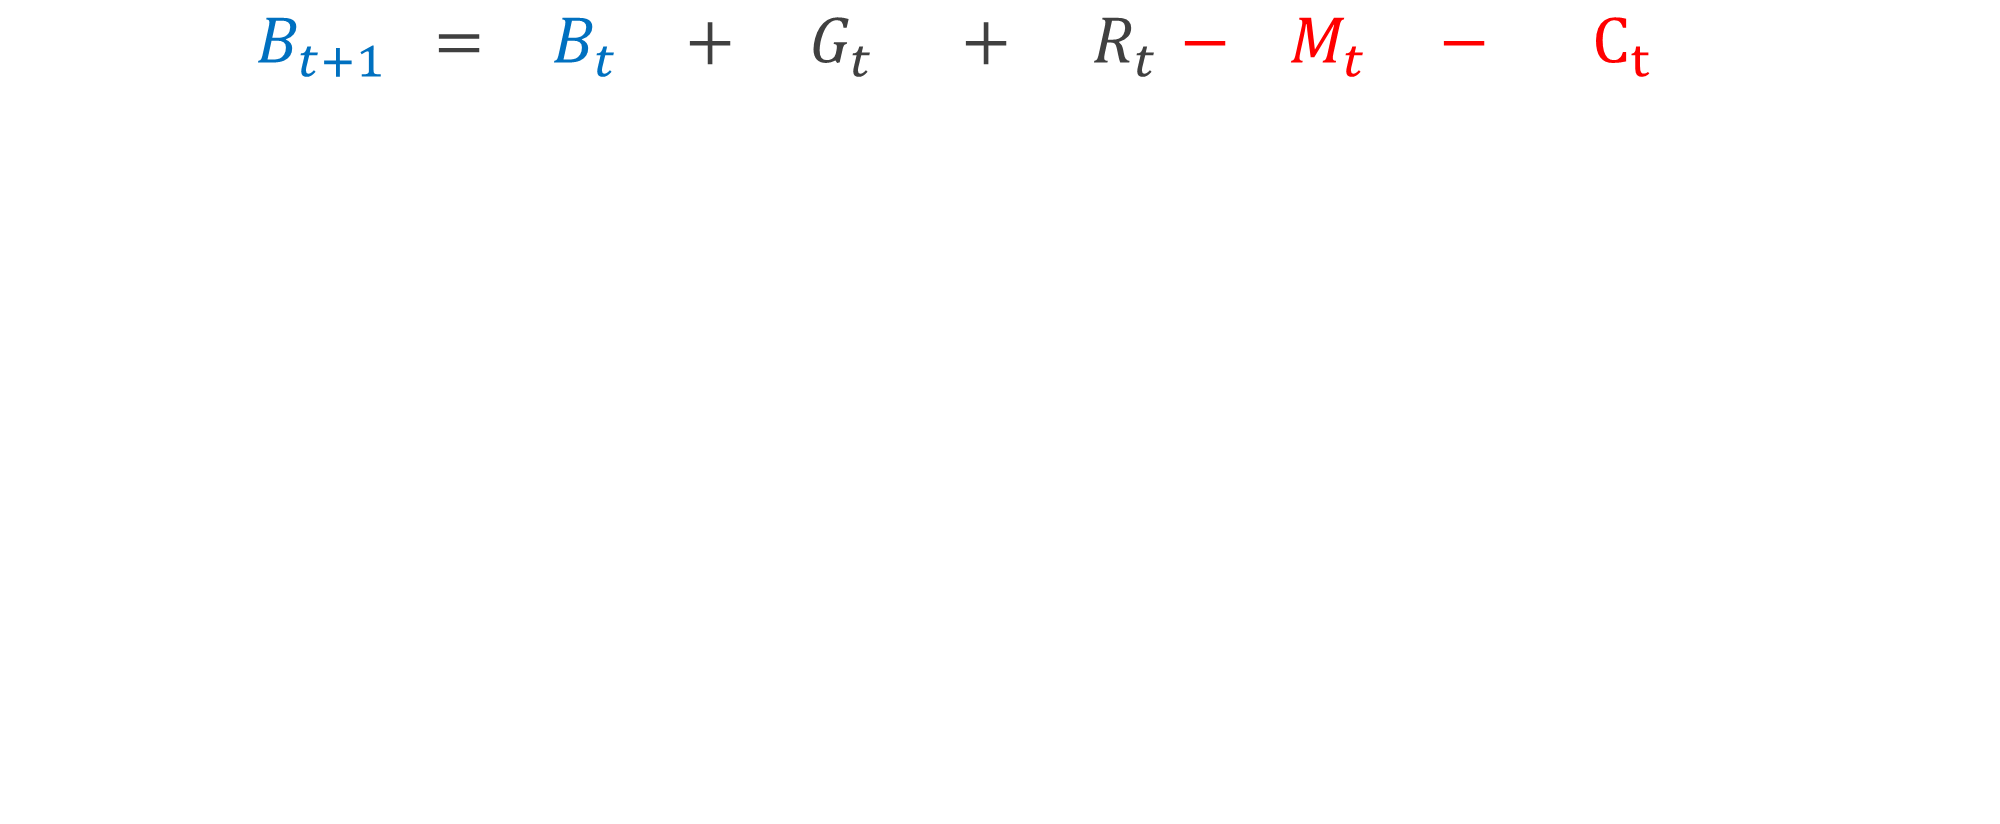 B_{t+1} = B_t + G_t + R_t − M_t − C_t